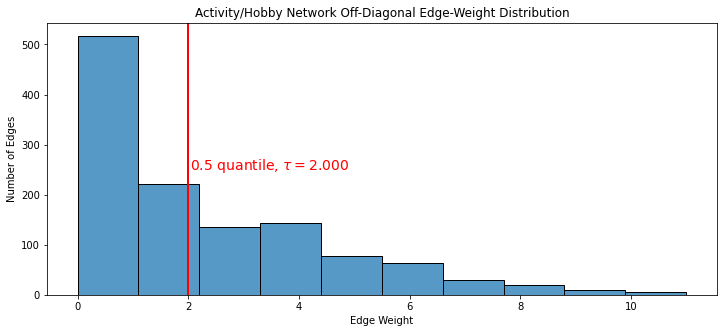 Activity/Hobby Network Off-Diagonal Edge-Weight Distribution
500
400
300
200
100
0
Number of Edges
0.5 quantile, τ = 2.000
0 2 4 6 8 10
Edge Weight